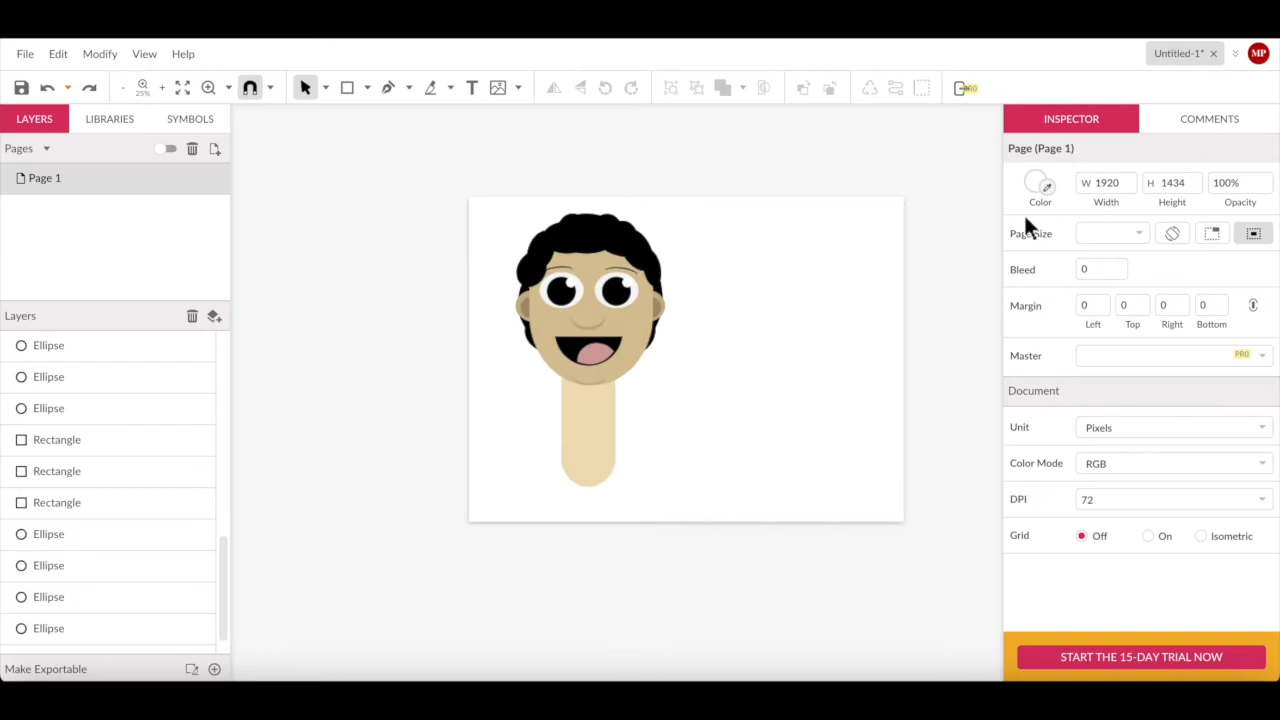 File Edit Modify View Help
Untitled-1* MP
25%
PRO
LAYERS LIBRARIES SYMBOLS
INSPECTOR COMMENTS
Pages
Page (Page 1)
Page 1
W 1920 H 1434 100%
Color Width Height Opacity
Page Size
Bleed 0
Margin 0 0 0 0
Left Top Right Bottom
Layers
Ellipse
Master PRO
Ellipse
Document
Ellipse
Unit Pixels
Rectangle
Color Mode RGB
Rectangle
DPI 72
Rectangle
Grid Off On Isometric
Ellipse
Ellipse
Ellipse
Ellipse
START THE 15-DAY TRIAL NOW
Make Exportable